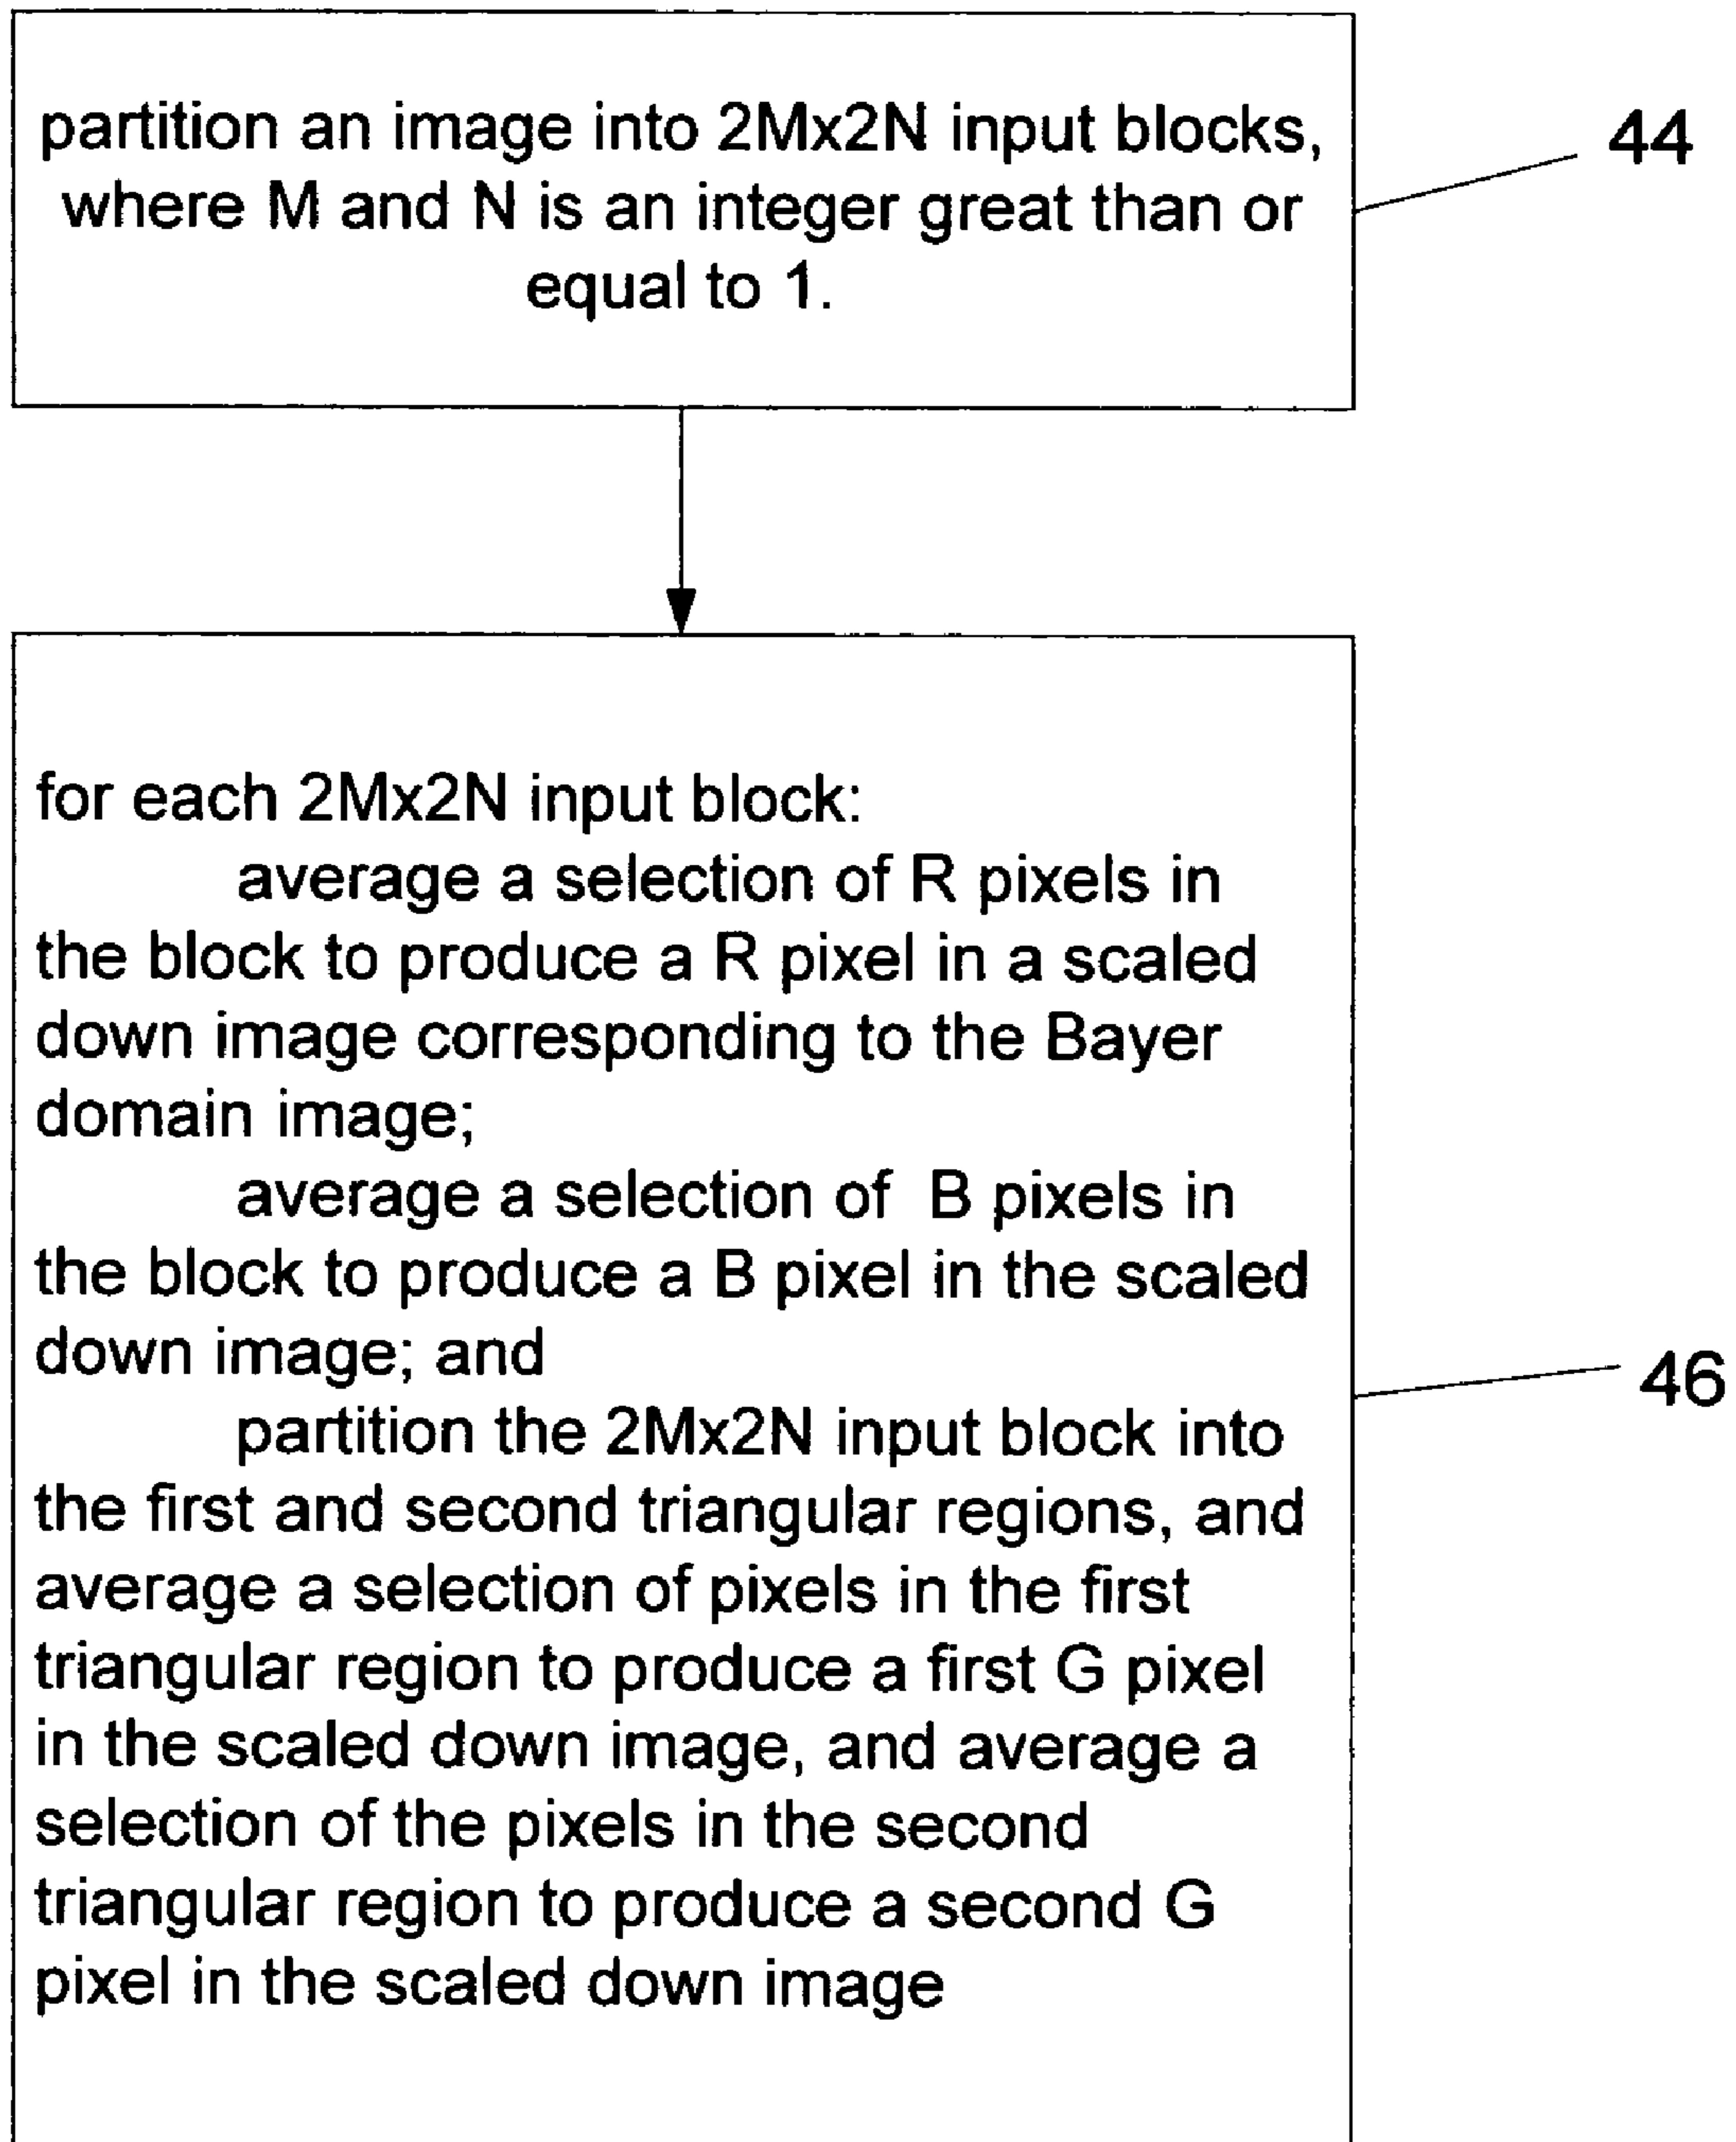 partition an image into 2Mx2N input blocks,
where M and N is an integer great than or
equal to 1.
44
for each 2Mx2N input block:
average a selection of R pixels in
the block to produce a R pixel in a scaled
down image corresponding to the Bayer
domain image;
average a selection of B pixels in
the block to produce a B pixel in the scaled
down image; and
partition the 2Mx2N input block into
the first and second triangular regions, and
average a selection of pixels in the first
triangular region to produce a first G pixel
in the scaled down image, and average a
selection of the pixels in the second
triangular region to produce a second G
pixel in the scaled down image
46